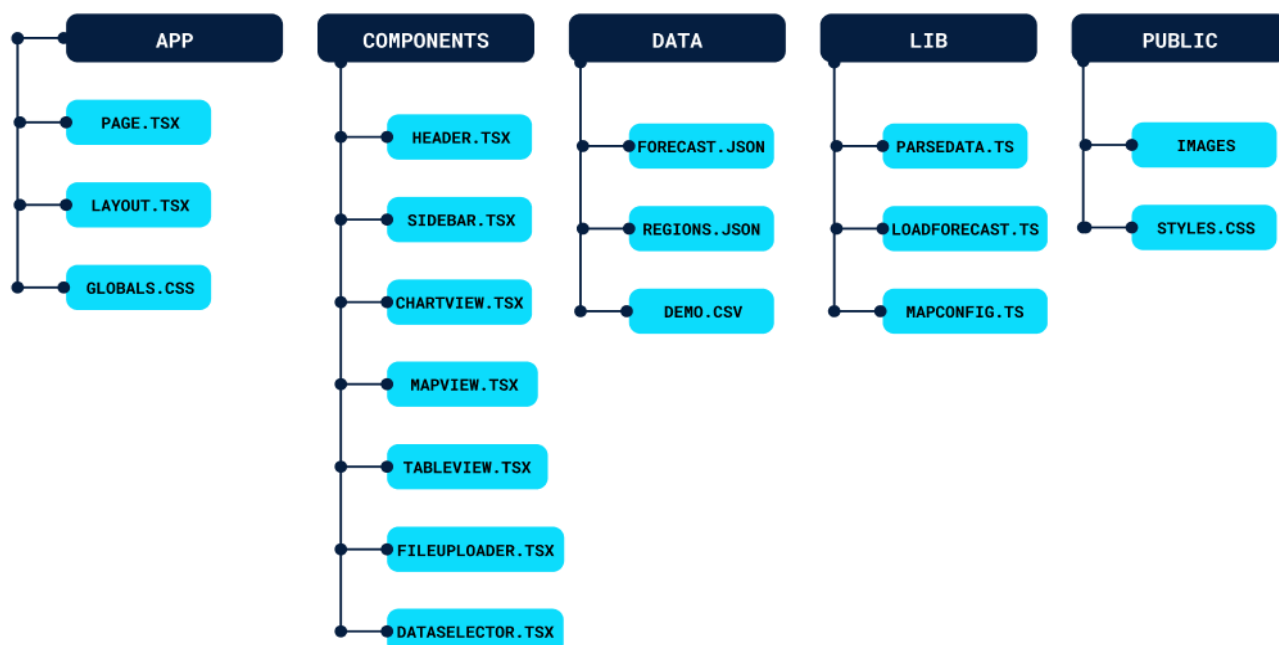 APP
PAGE.TSX
LAYOUT.TSX
GLOBALS.CSS
COMPONENTS
HEADER.TSX
SIDEBAR.TSX
CHARTVIEW.TSX
MAPVIEW.TSX
TABLEVIEW.TSX
FILEUPLOADER.TSX
DATASELECTOR.TSX
DATA
FORECAST.JSON
REGIONS.JSON
DEMO.CSV
LIB
PARSEDATA.TS
LOADFORECAST.TS
MAPCONFIG.TS
PUBLIC
IMAGES
STYLES.CSS